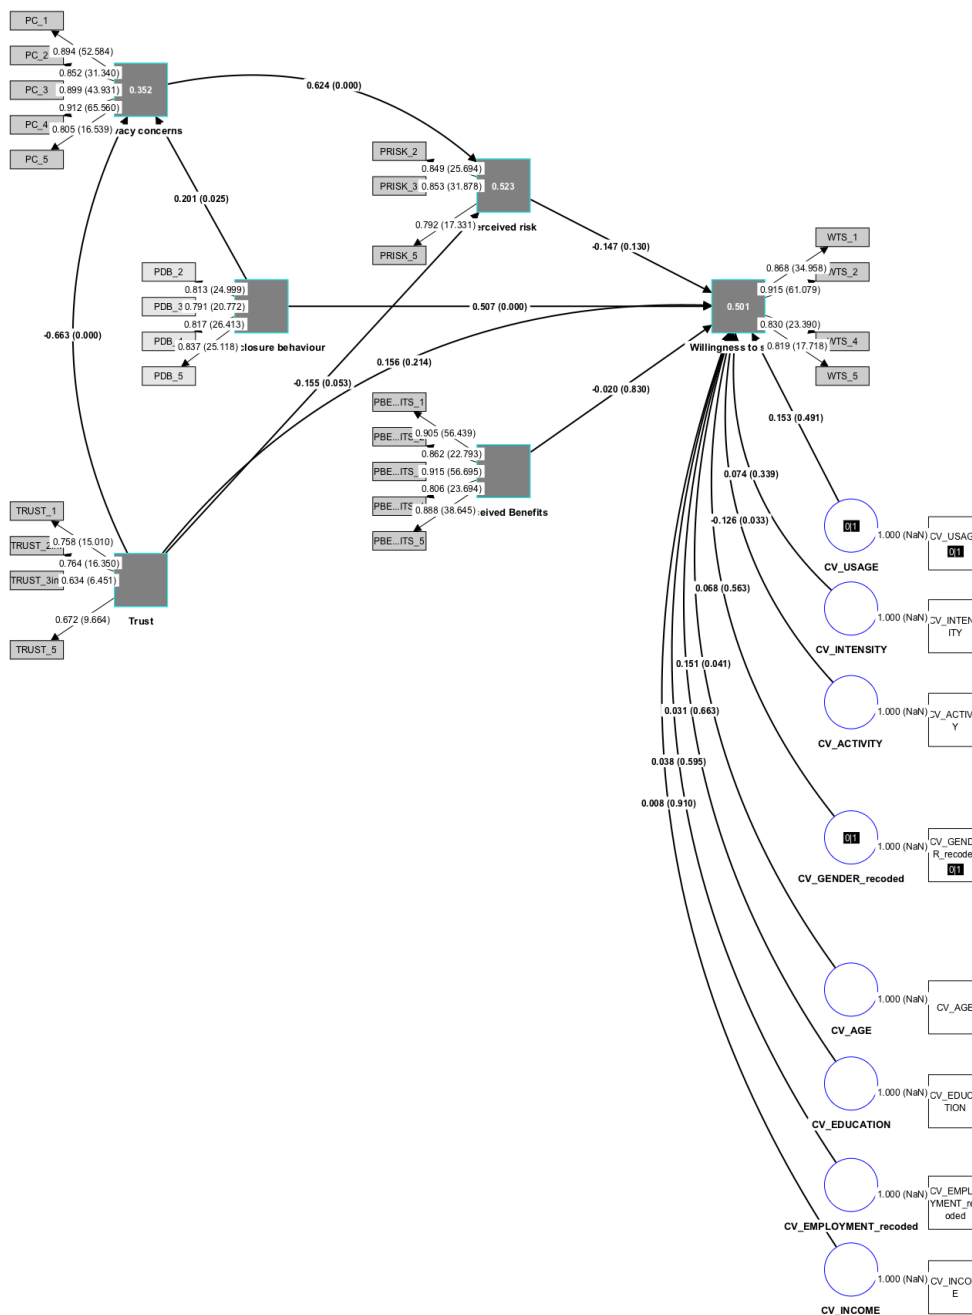 PC_1
0.894 (52.584)
PC_2
0.852 (31.340)
PC_3
0.899 (43.931)
PC_4
0.912 (65.560)
0.805 (16.539)
PC_5
0.352
vacy concerns
0.624 (0.000)
0.201 (0.025)
-0.663 (0.000)
PRISK_2
0.849 (25.694)
PRISK_3
0.853 (31.878)
0.792 (17.331)
PRISK_5
0.523
erceived risk
-0.147 (0.130)
PDB_2
0.813 (24.999)
PDB_3
0.791 (20.772)
PDB_
0.817 (26.413)
0.837 (25.118)
PDB_5
closure behaviour
0.507 (0.000)
0.156 (0.214)
-0.155 (0.053)
-0.020 (0.830)
WTS_1
0.868 (34.958)
WTS_2
0.915 (61.079)
0.501
0.830 (23.390)
WTS_4
0.819 (17.718)
WTS_5
Willingness to s
PBE...ITS_1
0.905 (56.439)
PBE...ITS_
0.862 (22.793)
PBE...ITS_
0.915 (56.695)
0.806 (23.694)
PBE...ITS_
0.888 (38.645)
PBE...ITS_5
ceived Benefits
TRUST_1
0.758 (15.010)
TRUST_2in
0.764 (16.350)
TRUST_3in
0.634 (6.451)
0.672 (9.664)
TRUST_5
Trust
0.153 (0.491)
0.074 (0.339)
-0.126 (0.033)
0.068 (0.563)
0.151 (0.041)
0.031 (0.663)
0.038 (0.595)
0.008 (0.910)
0|1
1.000 (NaN)
CV_USAG
0|1
CV_USAGE
1.000 (NaN)
CV_INTEN
ITY
CV_INTENSITY
1.000 (NaN)
CV_ACTIV
Y
CV_ACTIVITY
0|1
1.000 (NaN)
CV_GEND
R_recode
0|1
CV_GENDER_recoded
1.000 (NaN)
CV_AGE
CV_AGE
1.000 (NaN)
CV_EDUC
TION
CV_EDUCATION
1.000 (NaN)
CV_EMPL
YMENT_re
oded
CV_EMPLOYMENT_recoded
1.000 (NaN)
CV_INCO
E
CV_INCOME